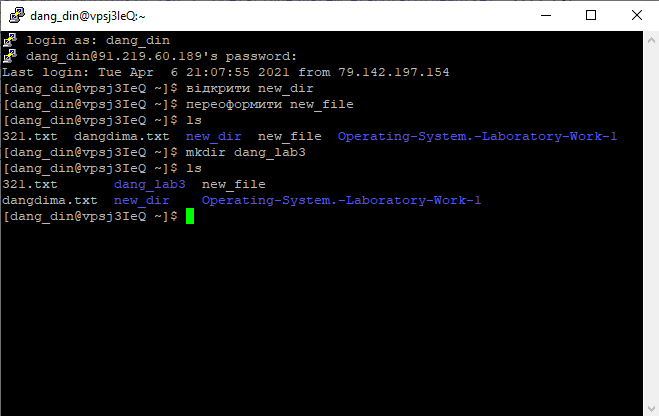 dang_din@vpsj3IeQ:~
login as: dang_din
dang_din@91.219.60.189's password:
Last login: Tue Apr  6 21:07:55 2021 from 79.142.197.154
[dang_din@vpsj3IeQ ~]$ відкрити new_dir
[dang_din@vpsj3IeQ ~]$ переоформити new_file
[dang_din@vpsj3IeQ ~]$ ls
321.txt  dangdima.txt  new_dir  new_file  Operating-System.-Laboratory-Work-1
[dang_din@vpsj3IeQ ~]$ mkdir dang_lab3
[dang_din@vpsj3IeQ ~]$ ls
321.txt       dang_lab3  new_file
dangdima.txt  new_dir    Operating-System.-Laboratory-Work-1
[dang_din@vpsj3IeQ ~]$